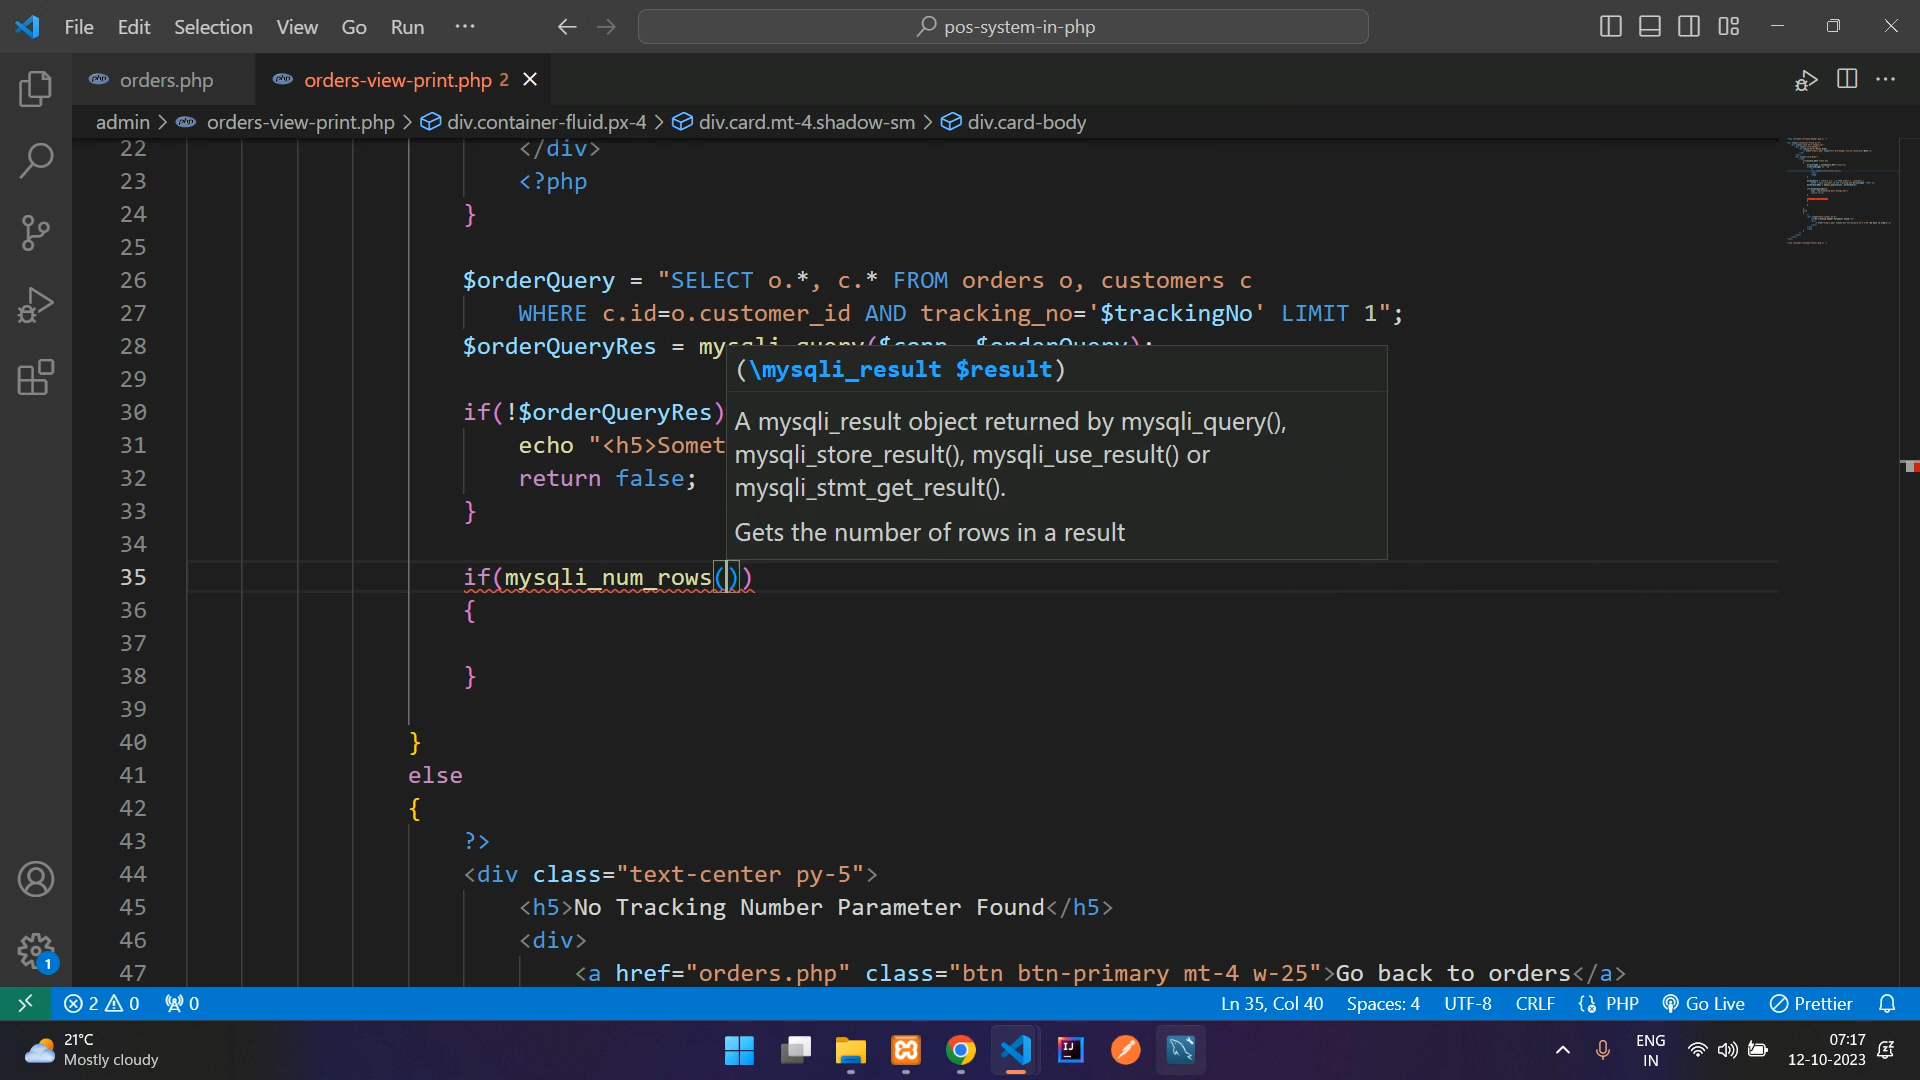 File Edit Selection View Go Run ···
pos-system-in-php
orders.php
orders-view-print.php 2
admin > orders-view-print.php > div.container-fluid.px-4 > div.card.mt-4.shadow-sm > div.card-body
22 </div>
23 <?php
24 }
25
26 $orderQuery = "SELECT o.*, c.* FROM orders o, customers c
27 WHERE c.id=o.customer_id AND tracking_no='$trackingNo' LIMIT 1";
28 $orderQueryRes = mysqli_query($conn, $orderQuery);
29
30 if(!$orderQueryRes)
31 echo "<h5>Somet
32 return false;
33 }
34
(\mysqli_result $result)
A mysqli_result object returned by mysqli_query(),
mysqli_store_result(), mysqli_use_result() or
mysqli_stmt_get_result().
Gets the number of rows in a result
35 if(mysqli_num_rows())
36 {
37
38 }
39
40 }
41 else
42 {
43 ?>
44 <div class="text-center py-5">
45 <h5>No Tracking Number Parameter Found</h5>
46 <div>
47 <a href="orders.php" class="btn btn-primary mt-4 w-25">Go back to orders</a>
1
2 0 0 Ln 35, Col 40 Spaces: 4 UTF-8 CRLF PHP Go Live Prettier
21°C
Mostly cloudy
ENG
IN
07:17
12-10-2023